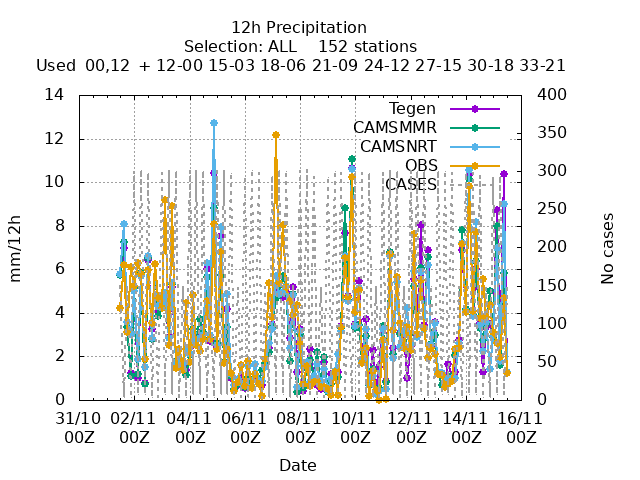 12h Precipitation
Selection: ALL    152 stations
Used  00,12  + 12-00 15-03 18-06 21-09 24-12 27-15 30-18 33-21
14 400
12 350
10 300
8 250
6 200
4 150
2 100
0 50
0
mm/12h
No cases
Tegen
CAMSMMR
CAMSNRT
OBS
CASES
31/10 02/11 04/11 06/11 08/11 10/11 12/11 14/11 16/11
00Z 00Z 00Z 00Z 00Z 00Z 00Z 00Z 00Z
Date